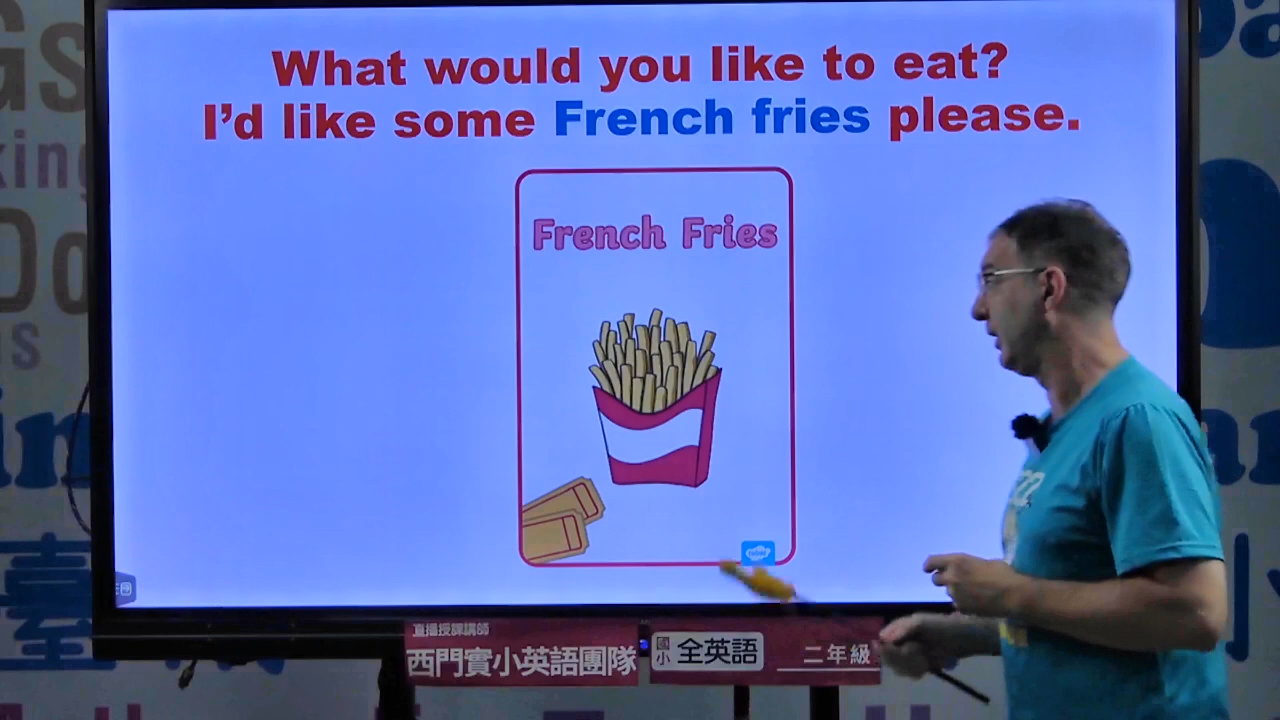 What would you like to eat?
I'd like some French fries please.
French Fries
直播授課講師
西門實小英語團隊
國小
全英語
二年級